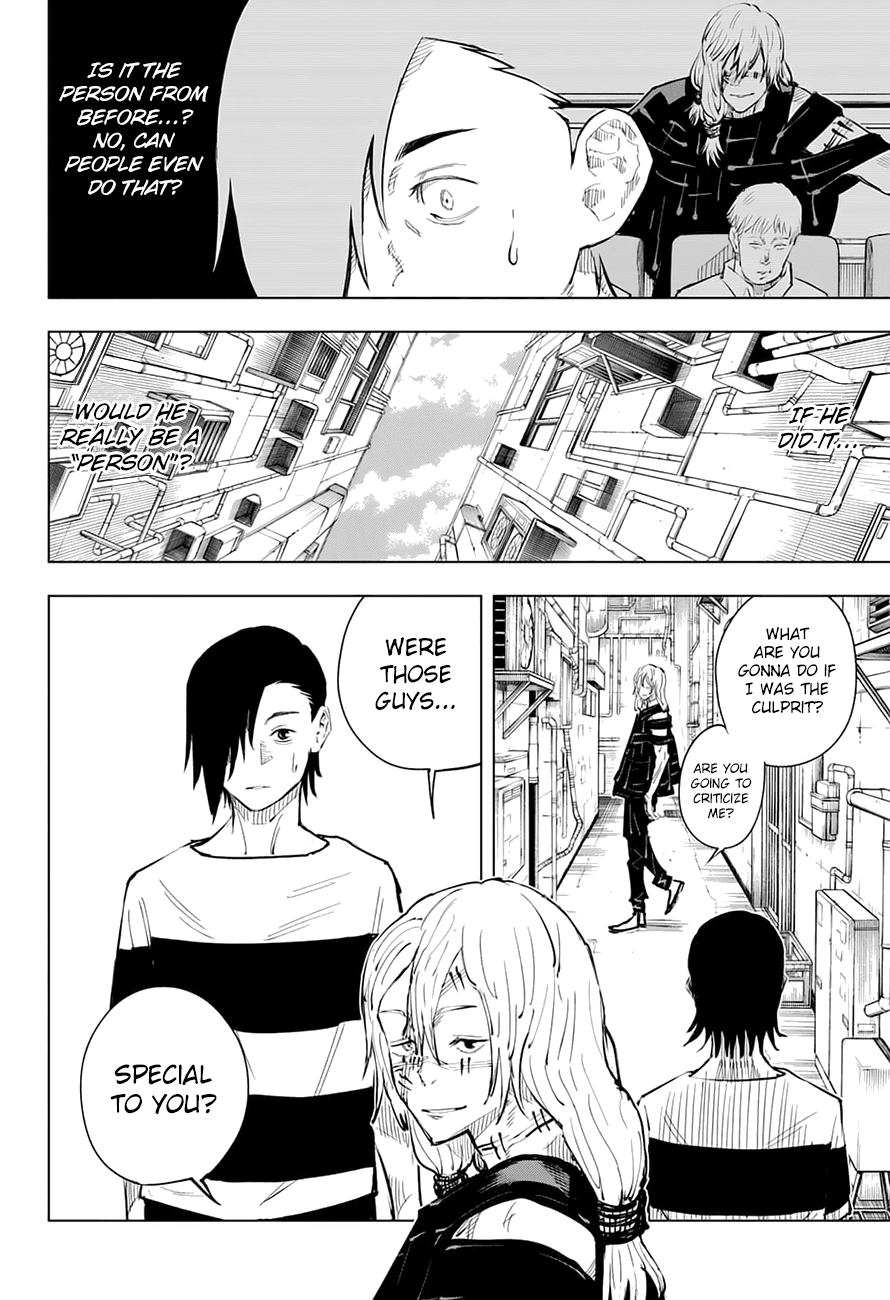 IS IT THE
PERSON FROM
BEFORE...?
NO, CAN
PEOPLE EVEN
DO THAT?
IF HE
DID IT...
WOULD HE
REALLY BE A
"PERSON"?
WHAT
ARE YOU
GONNA DO IF
I WAS THE
CULPRIT?
ARE YOU
GOING TO
CRITICIZE
ME?
WERE
THOSE
GUYS...
SPECIAL
TO YOU?